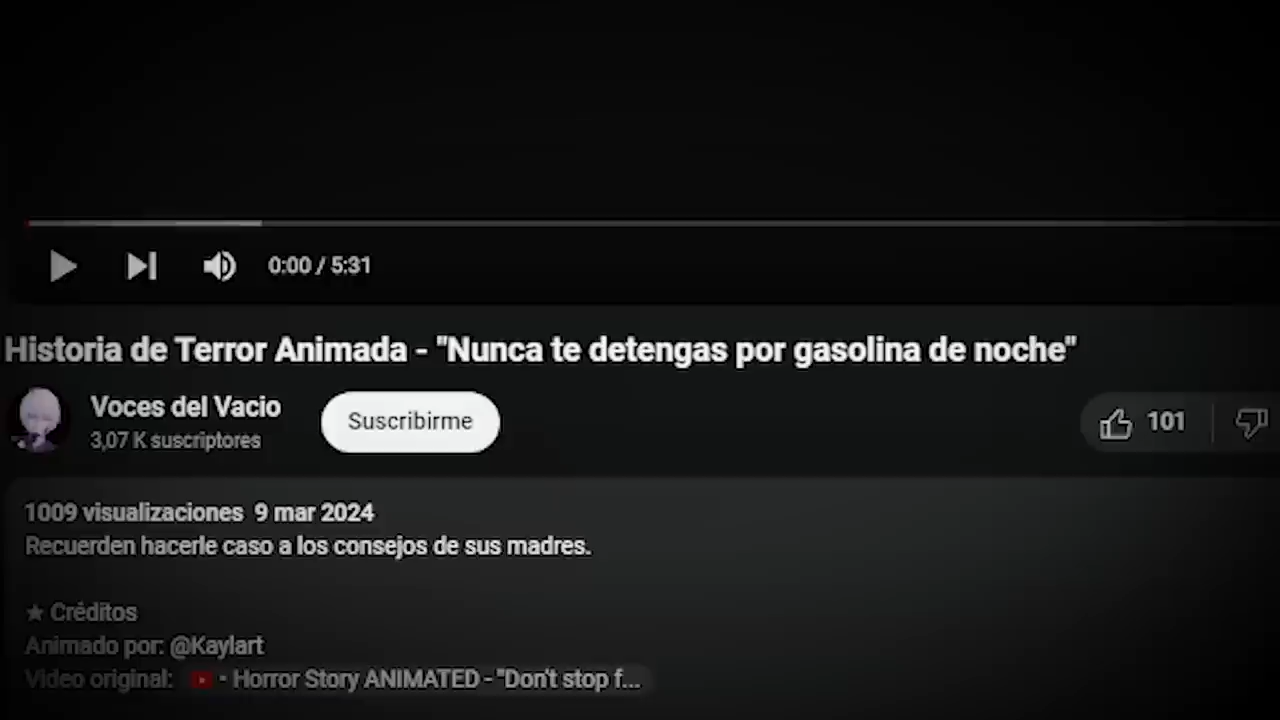 0:00 / 5:31
Historia de Terror Animada - "Nunca te detengas por gasolina de noche"
Voces del Vacio
3,07 K suscriptores
Suscribirme
101
1009 visualizaciones 9 mar 2024
Recuerden hacerle caso a los consejos de sus madres.
★ Créditos
Animado por: @Kaylart
Video original: • Horror Story ANIMATED - "Don't stop f...